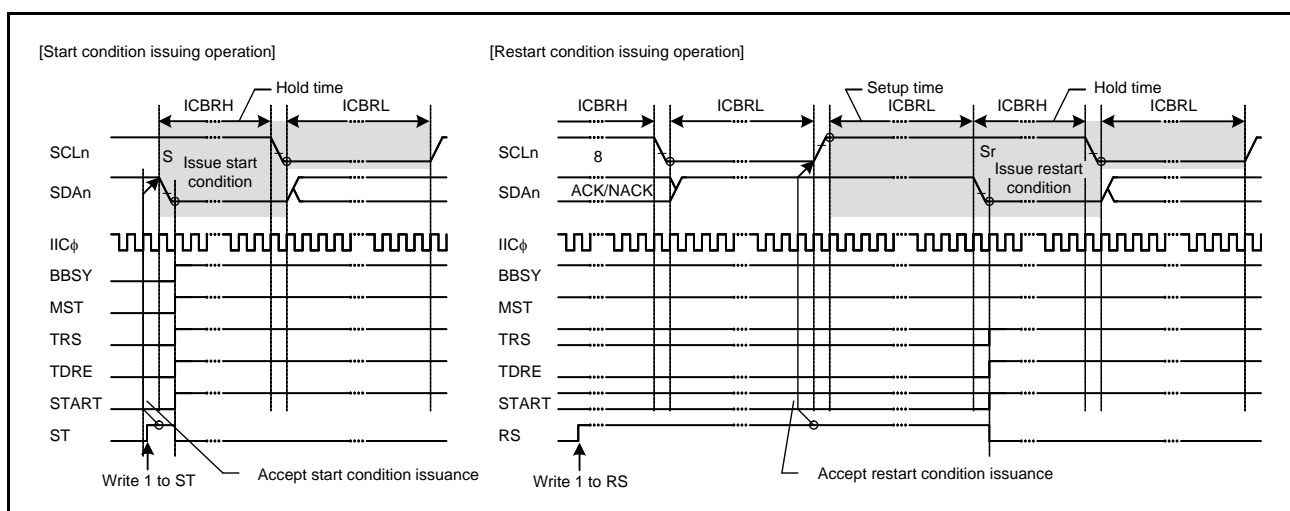 [Start condition issuing operation]
Hold time
ICBRH
ICBRL
SCLn
S
Issue start
condition
SDAn
IICφ
BBSY
MST
TRS
TDRE
START
ST
Accept start condition issuance
Write 1 to ST
[Restart condition issuing operation]
Setup time
Hold time
ICBRH
ICBRL
ICBRL
ICBRH
ICBRL
SCLn
8
Sr
Issue restart
condition
SDAn
ACK/NACK
IICφ
BBSY
MST
TRS
TDRE
START
RS
Accept restart condition issuance
Write 1 to RS